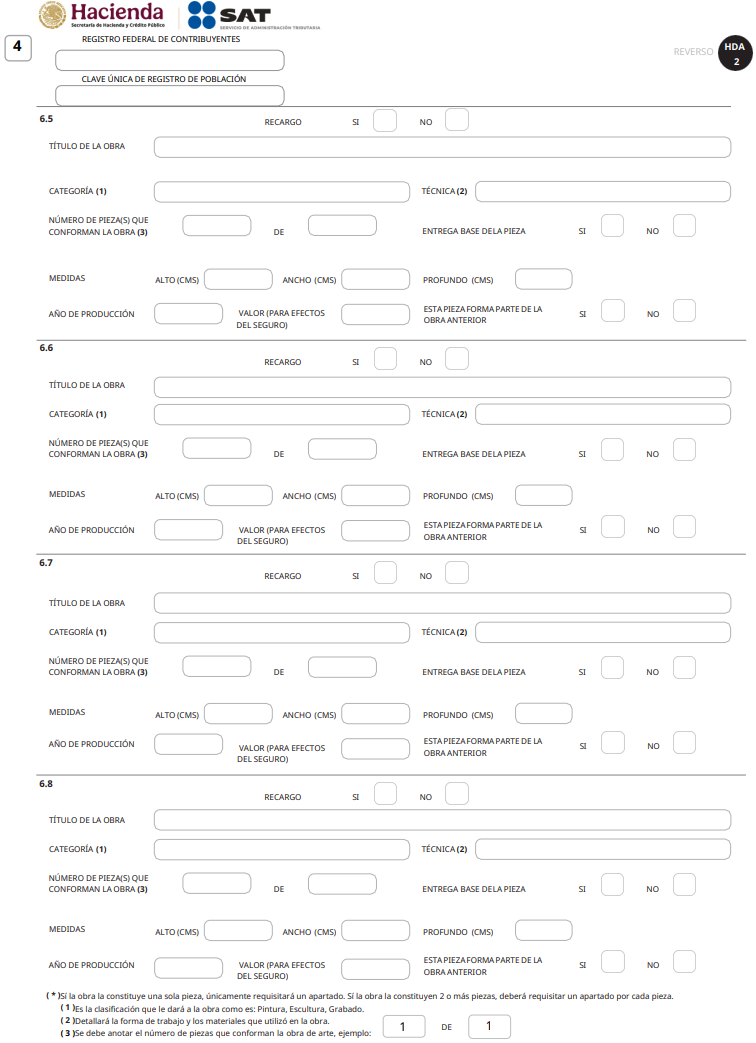 Hacienda
Secretaría de Hacienda y Crédito Público
SAT
SERVICIO DE ADMINISTRACIÓN TRIBUTARIA
4
REGISTRO FEDERAL DE CONTRIBUYENTES
REVERSO HDA 2
CLAVE ÚNICA DE REGISTRO DE POBLACIÓN
6.5
RECARGO SI NO
TÍTULO DE LA OBRA
CATEGORÍA (1) TÉCNICA (2)
NÚMERO DE PIEZA(S) QUE
CONFORMAN LA OBRA (3) DE ENTREGA BASE DE LA PIEZA SI NO
MEDIDAS ALTO (CMS) ANCHO (CMS) PROFUNDO (CMS)
AÑO DE PRODUCCIÓN VALOR (PARA EFECTOS ESTA PIEZA FORMA PARTE DE LA SI NO
DEL SEGURO) OBRA ANTERIOR
6.6
RECARGO SI NO
TÍTULO DE LA OBRA
CATEGORÍA (1) TÉCNICA (2)
NÚMERO DE PIEZA(S) QUE
CONFORMAN LA OBRA (3) DE ENTREGA BASE DE LA PIEZA SI NO
MEDIDAS ALTO (CMS) ANCHO (CMS) PROFUNDO (CMS)
AÑO DE PRODUCCIÓN VALOR (PARA EFECTOS ESTA PIEZA FORMA PARTE DE LA SI NO
DEL SEGURO) OBRA ANTERIOR
6.7
RECARGO SI NO
TÍTULO DE LA OBRA
CATEGORÍA (1) TÉCNICA (2)
NÚMERO DE PIEZA(S) QUE
CONFORMAN LA OBRA (3) DE ENTREGA BASE DE LA PIEZA SI NO
MEDIDAS ALTO (CMS) ANCHO (CMS) PROFUNDO (CMS)
AÑO DE PRODUCCIÓN VALOR (PARA EFECTOS ESTA PIEZA FORMA PARTE DE LA SI NO
DEL SEGURO) OBRA ANTERIOR
6.8
RECARGO SI NO
TÍTULO DE LA OBRA
CATEGORÍA (1) TÉCNICA (2)
NÚMERO DE PIEZA(S) QUE
CONFORMAN LA OBRA (3) DE ENTREGA BASE DE LA PIEZA SI NO
MEDIDAS ALTO (CMS) ANCHO (CMS) PROFUNDO (CMS)
AÑO DE PRODUCCIÓN VALOR (PARA EFECTOS ESTA PIEZA FORMA PARTE DE LA SI NO
DEL SEGURO) OBRA ANTERIOR
( * )Sí la obra la constituye una sola pieza, únicamente requisitará un apartado. Sí la obra la constituyen 2 o más piezas, deberá requisitar un apartado por cada pieza.
( 1 )Es la clasificación que le dará a la obra como es: Pintura, Escultura, Grabado.
( 2 )Detallará la forma de trabajo y los materiales que utilizó en la obra.
( 3 )Se debe anotar el número de piezas que conforman la obra de arte, ejemplo: 1 DE 1